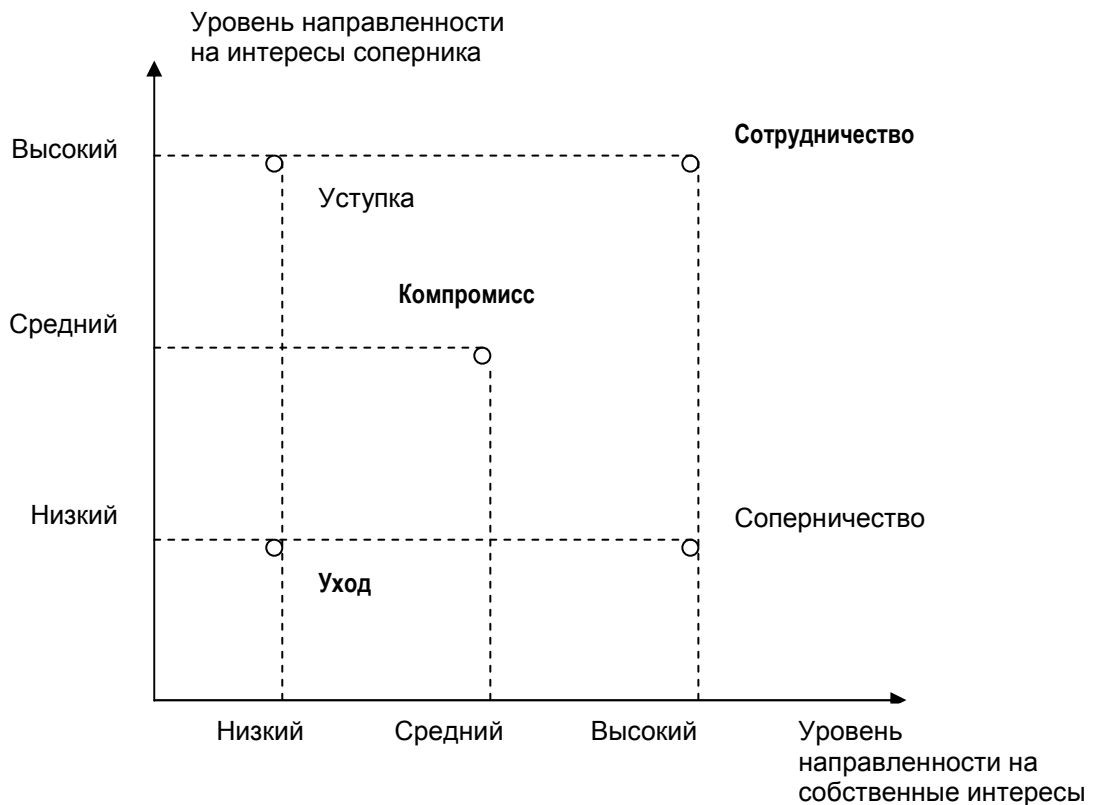 Уровень направленности
на интересы соперника
Высокий
Сотрудничество
Уступка
Компромисс
Средний
Низкий
Соперничество
Уход
Низкий
Средний
Высокий
Уровень
направленности на
собственные интересы